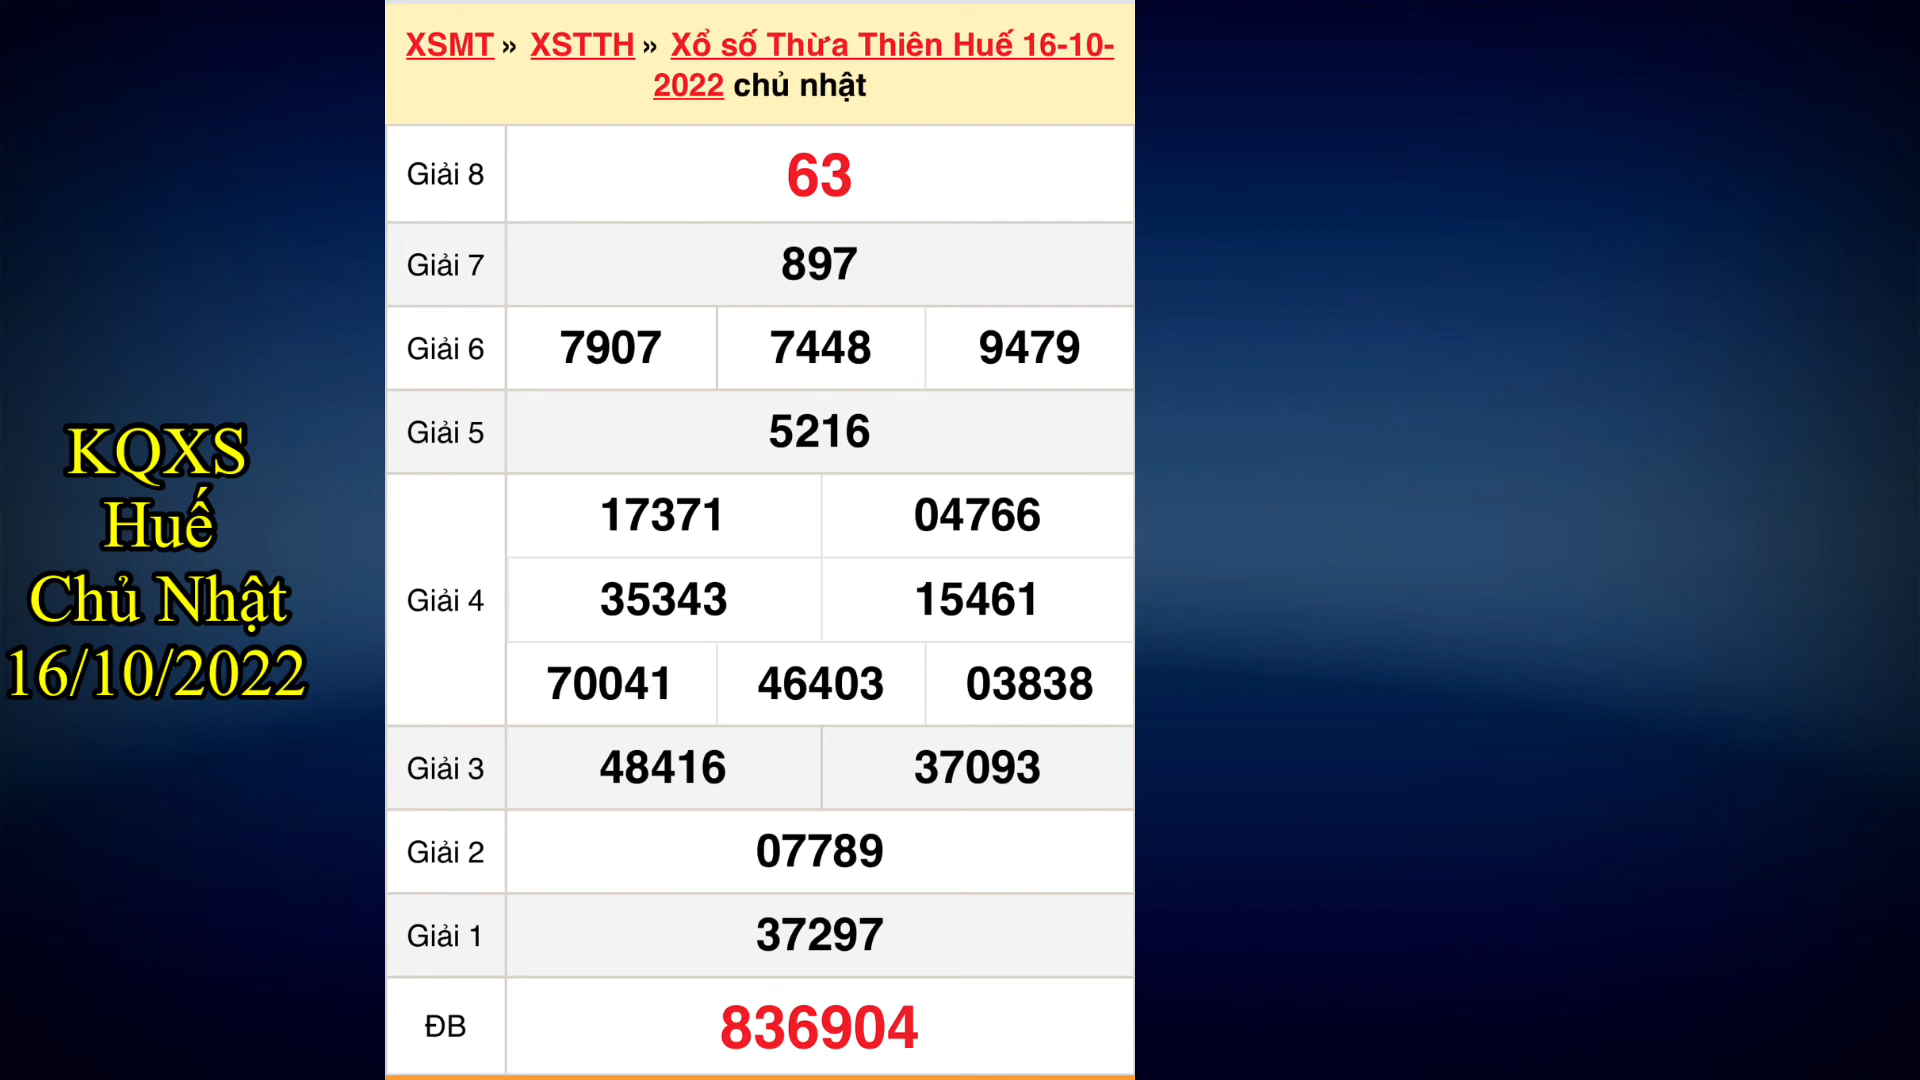 KQXS
Huế
Chủ Nhật
16/10/2022
XSMT » XSTTH » Xổ số Thừa Thiên Huế 16-10-
2022 chủ nhật
Giải 8 63
Giải 7 897
Giải 6 7907 7448 9479
Giải 5 5216
17371 04766
Giải 4 35343 15461
70041 46403 03838
Giải 3 48416 37093
Giải 2 07789
Giải 1 37297
ĐB 836904